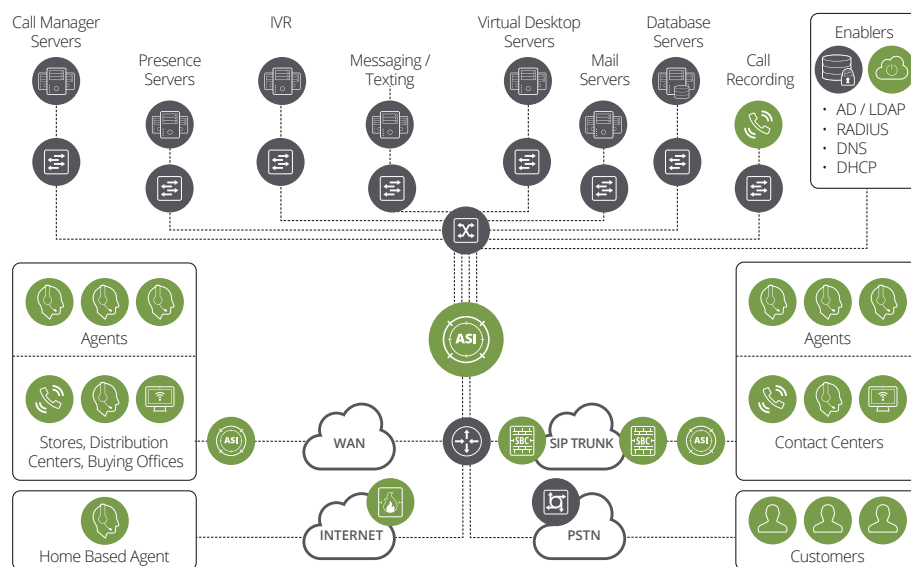 Call Manager
Servers
Presence
Servers
IVR
Messaging /
Texting
Virtual Desktop
Servers
Mail
Servers
Database
Servers
Call
Recording
Enablers
• AD / LDAP
• RADIUS
• DNS
• DHCP
Agents
Stores, Distribution
Centers, Buying Offices
ASI
WAN
ASI
SBC
SIP TRUNK
SBC
ASI
Agents
Contact Centers
Home Based Agent
INTERNET
PSTN
Customers